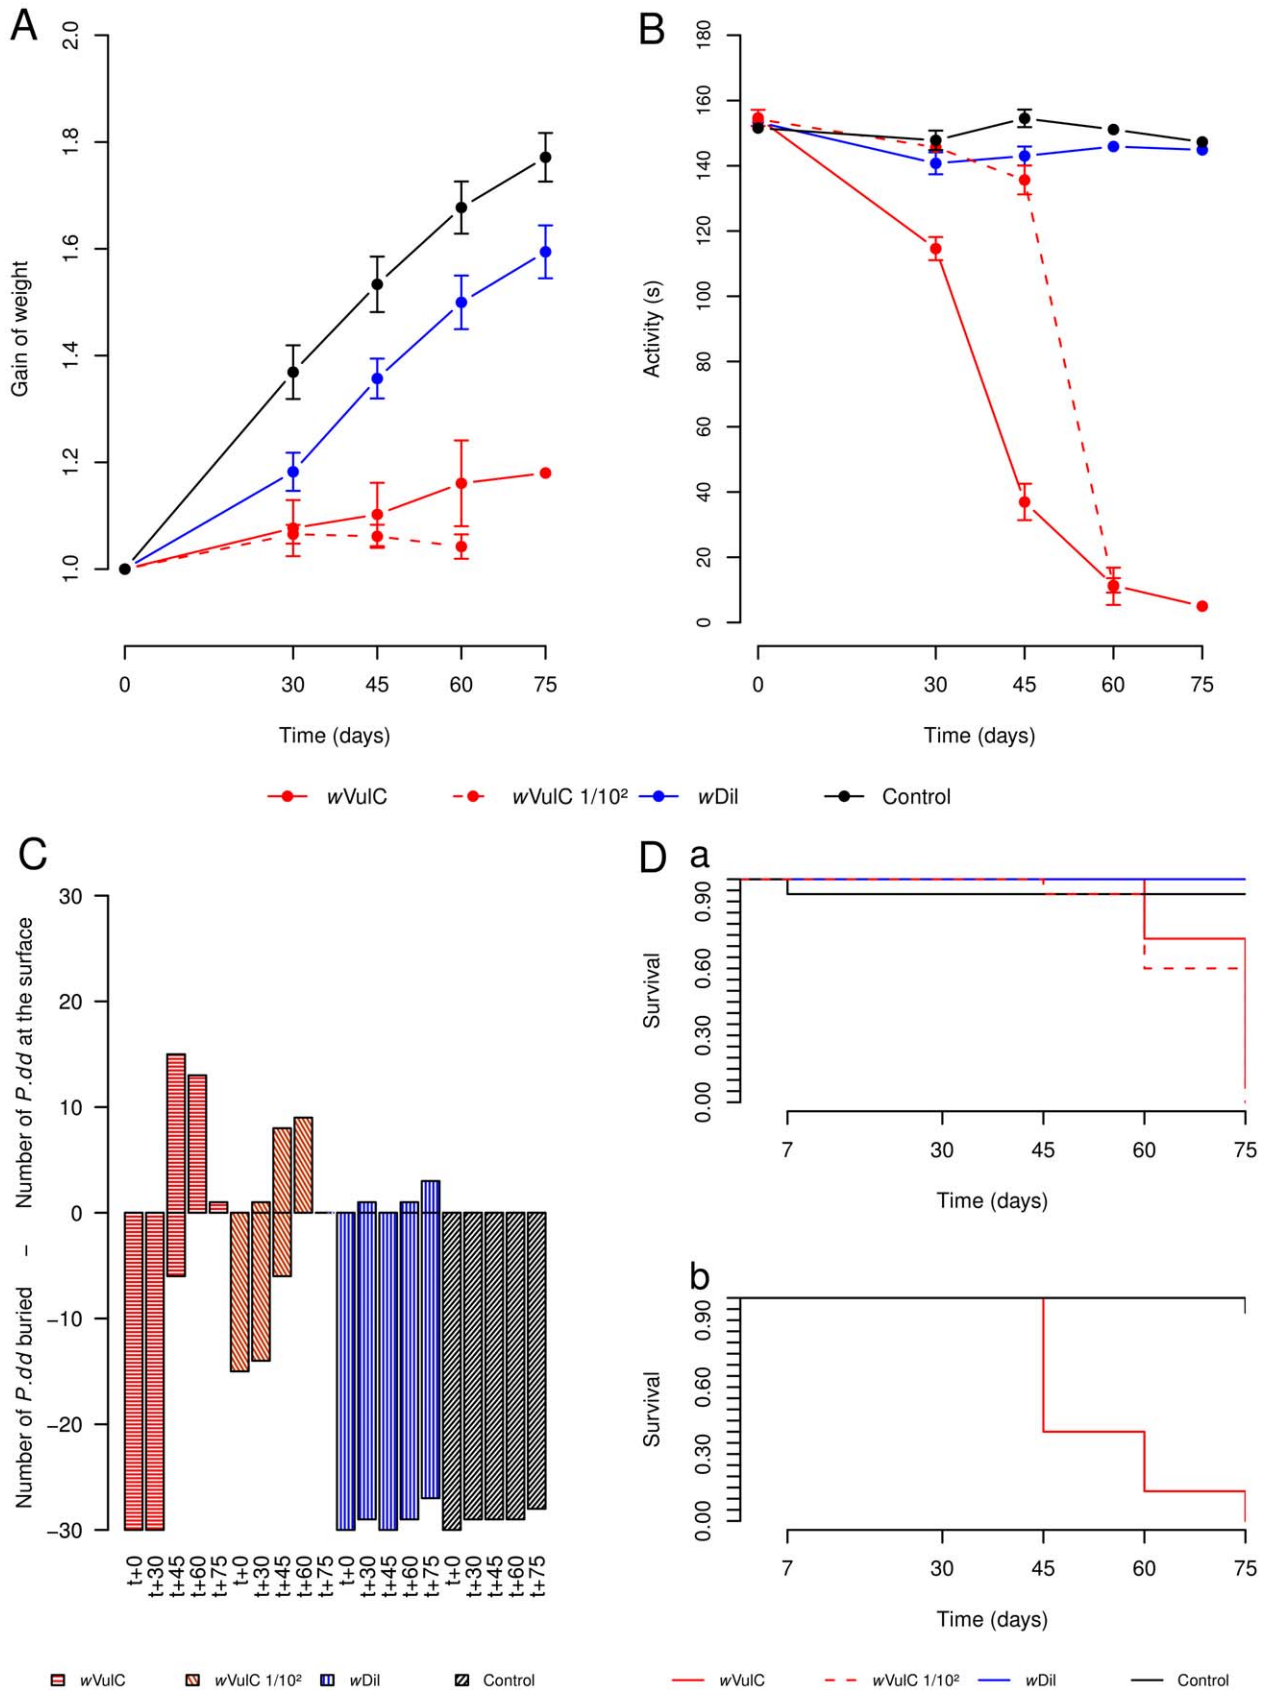 A
Gain of weight
2.0
1.8
1.6
1.4
1.2
1.0
0 30 45 60 75
Time (days)
B
Activity (s)
180
160
140
120
100
80
60
40
20
0
0 30 45 60 75
Time (days)
wVulC wVulC 1/10² wDil Control
C
Number of P.dd buried – Number of P.dd at the surface
30
20
10
0
−10
−20
−30
t+0 t+30 t+45 t+60 t+75 t+0 t+30 t+45 t+60 t+75 t+0 t+30 t+45 t+60 t+75 t+0 t+30 t+45 t+60 t+75
wVulC wVulC 1/10² wDil Control
D a
Survival
0.90
0.60
0.30
0.00
7 30 45 60 75
Time (days)
b
Survival
0.90
0.60
0.30
0.00
7 30 45 60 75
Time (days)
wVulC wVulC 1/10² wDil Control